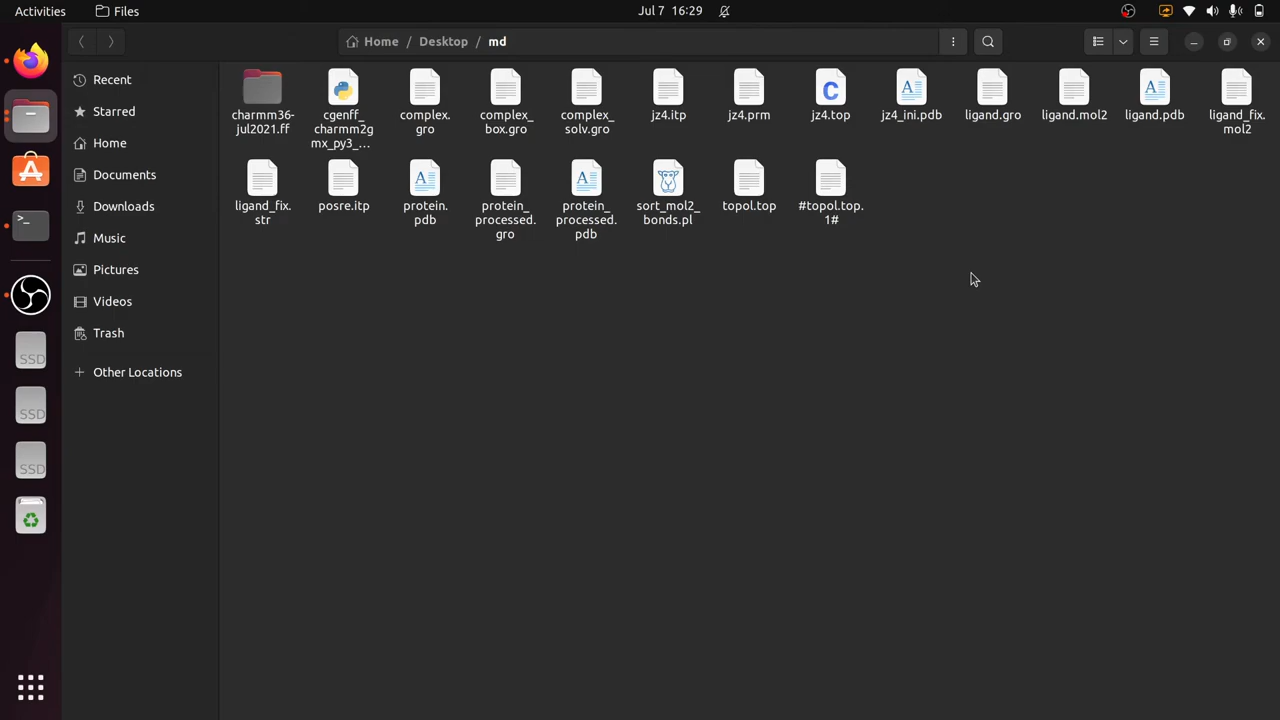 Activities
Files
Jul 7 16:29
Home / Desktop / md
Recent
Starred
Home
Documents
Downloads
Music
Pictures
Videos
Trash
+ Other Locations
>_
SSD
SSD
SSD
charmm36-
jul2021.ff
cgenff_
charmm2g
mx_py3_...
complex.
gro
complex_
box.gro
complex_
solv.gro
jz4.itp
jz4.prm
C
jz4.top
A
jz4_ini.pdb
ligand.gro
ligand.mol2
A
ligand.pdb
ligand_fix.
mol2
ligand_fix.
str
posre.itp
A
protein.
pdb
protein_
processed.
gro
A
protein_
processed.
pdb
sort_mol2_
bonds.pl
topol.top
#topol.top.
1#